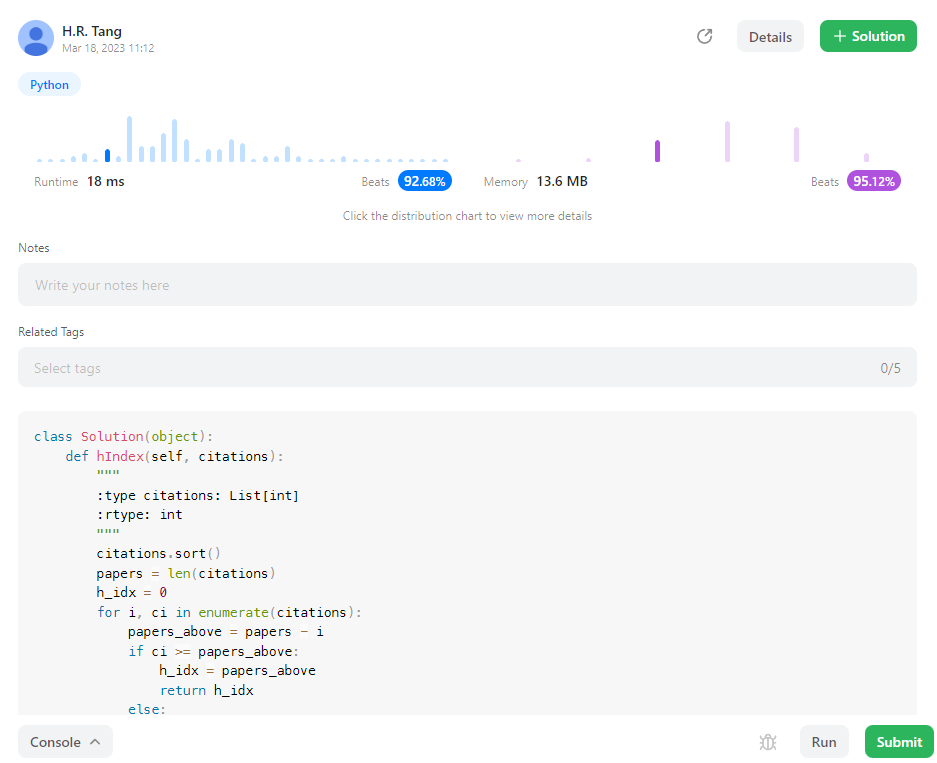 H.R. Tang
Mar 18, 2023 11:12
Details
+ Solution
Python
Runtime 18 ms
Beats 92.68%
Memory 13.6 MB
Beats 95.12%
Click the distribution chart to view more details
Notes
Write your notes here
Related Tags
Select tags 0/5
class Solution(object):
    def hIndex(self, citations):
        """
        :type citations: List[int]
        :rtype: int
        """
        citations.sort()
        papers = len(citations)
        h_idx = 0
        for i, ci in enumerate(citations):
            papers_above = papers - i
            if ci >= papers_above:
                h_idx = papers_above
                return h_idx
            else:
Console
Run
Submit